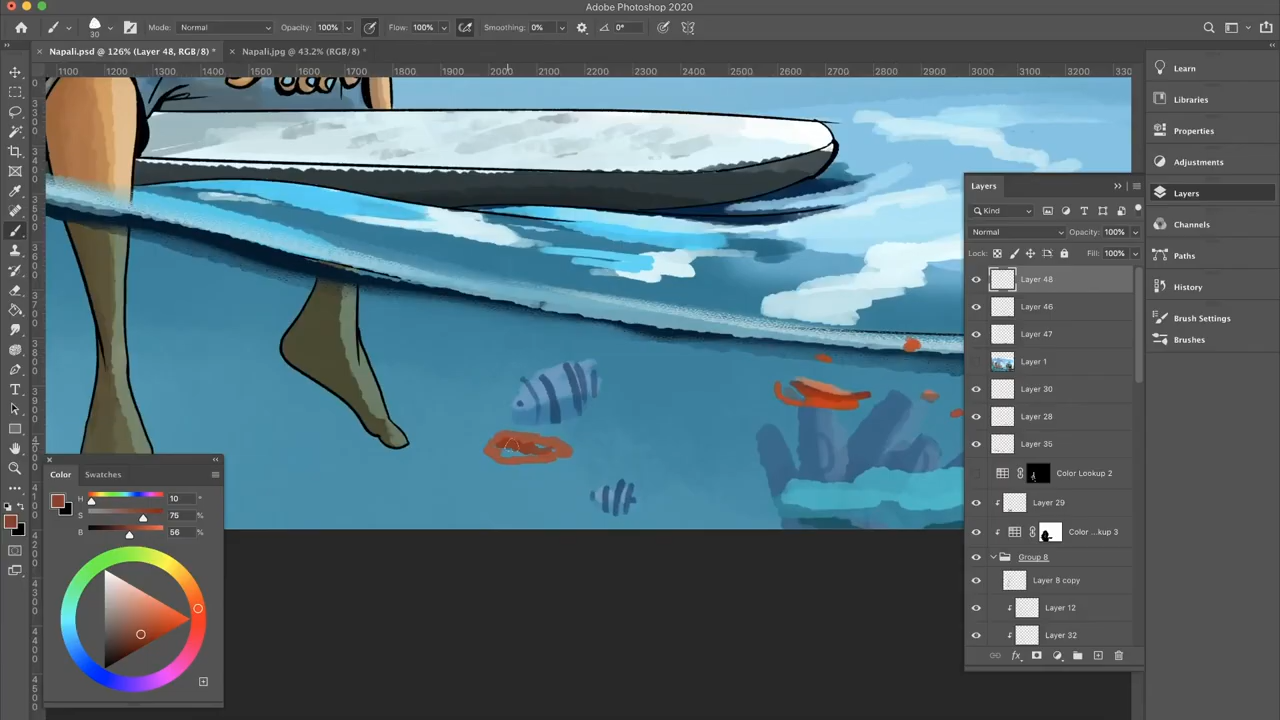 Adobe Photoshop 2020
30 Mode: Normal Opacity: 100% Flow: 100% Smoothing: 0% 0°
× Napali.psd @ 126% (Layer 48, RGB/8) * × Napali.jpg @ 43.2% (RGB/8) *
1100 1200 1300 1400 1500 1600 1700 1800 1900 2000 2100 2200 2300 2400 2500 2600 2700 2800 2900 3000 3100 3200 330
Learn
Libraries
Properties
Adjustments
Layers
Channels
Paths
History
Brush Settings
Brushes
Layers
Kind
Normal Opacity: 100%
Lock: Fill: 100%
Layer 48
Layer 46
Layer 47
Layer 1
Layer 30
Layer 28
Layer 35
Color Lookup 2
Layer 29
Color ...kup 3
Group 8
Layer 8 copy
Layer 12
Layer 32
fx
Color Swatches
H 10 °
S 75 %
B 56 %